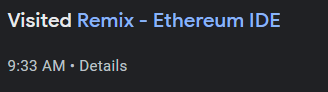 Visited Remix - Ethereum IDE
9:33 AM • Details